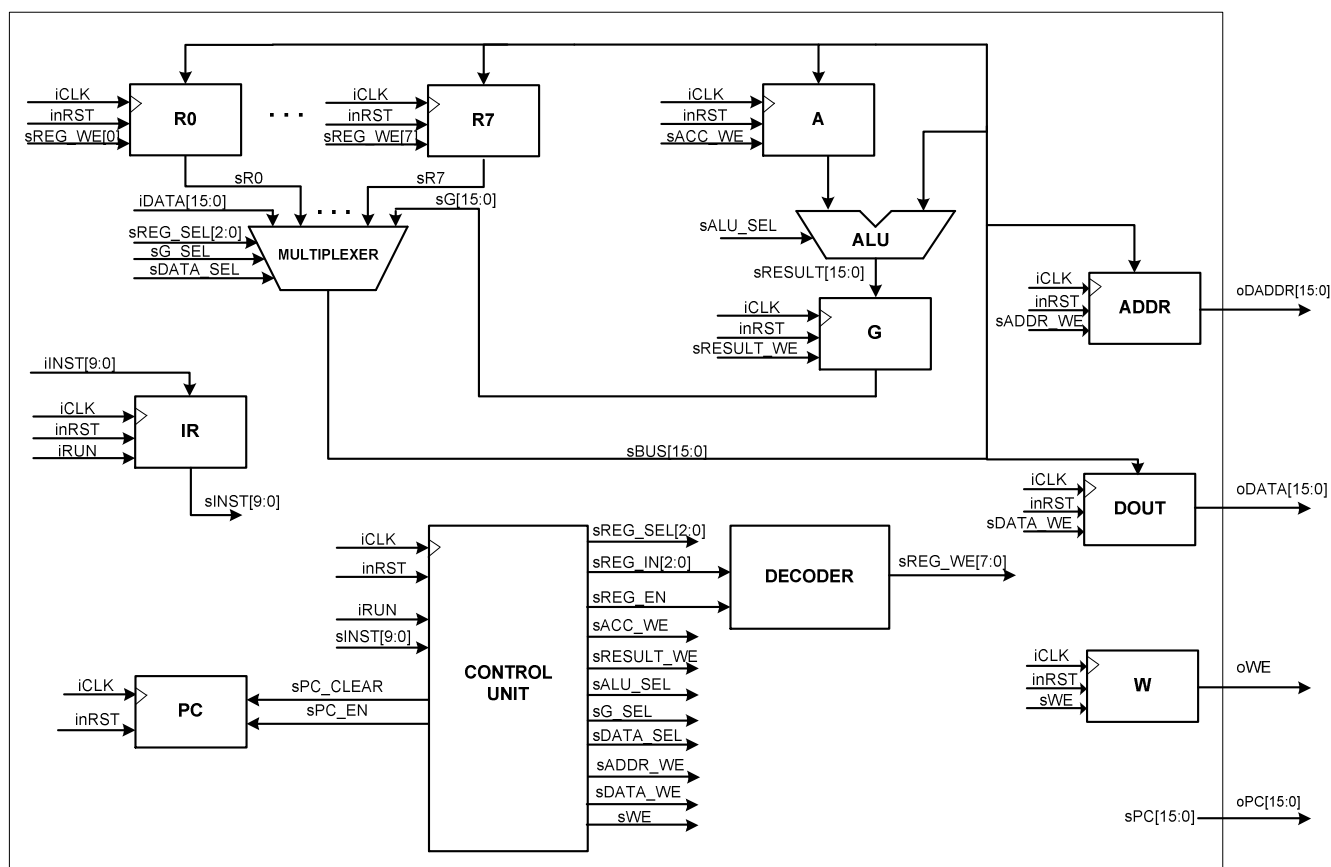 iCLK
inRST
sREG_WE[0]
R0
. . .
iCLK
inRST
sREG_WE[7]
R7
iCLK
inRST
sACC_WE
A
sR0
sR7
iDATA[15:0]
. . .
sG[15:0]
sREG_SEL[2:0]
sG_SEL
sDATA_SEL
MULTIPLEXER
sALU_SEL
ALU
sRESULT[15:0]
iCLK
inRST
sRESULT_WE
G
iCLK
inRST
sADDR_WE
ADDR
oDADDR[15:0]
iINST[9:0]
iCLK
inRST
iRUN
IR
sINST[9:0]
sBUS[15:0]
iCLK
inRST
sDATA_WE
DOUT
oDATA[15:0]
iCLK
inRST
iRUN
sINST[9:0]
CONTROL
UNIT
sREG_SEL[2:0]
sREG_IN[2:0]
sREG_EN
sACC_WE
sRESULT_WE
sALU_SEL
sG_SEL
sDATA_SEL
sADDR_WE
sDATA_WE
sWE
DECODER
sREG_WE[7:0]
iCLK
inRST
PC
sPC_CLEAR
sPC_EN
iCLK
inRST
sWE
W
oWE
sPC[15:0]
oPC[15:0]